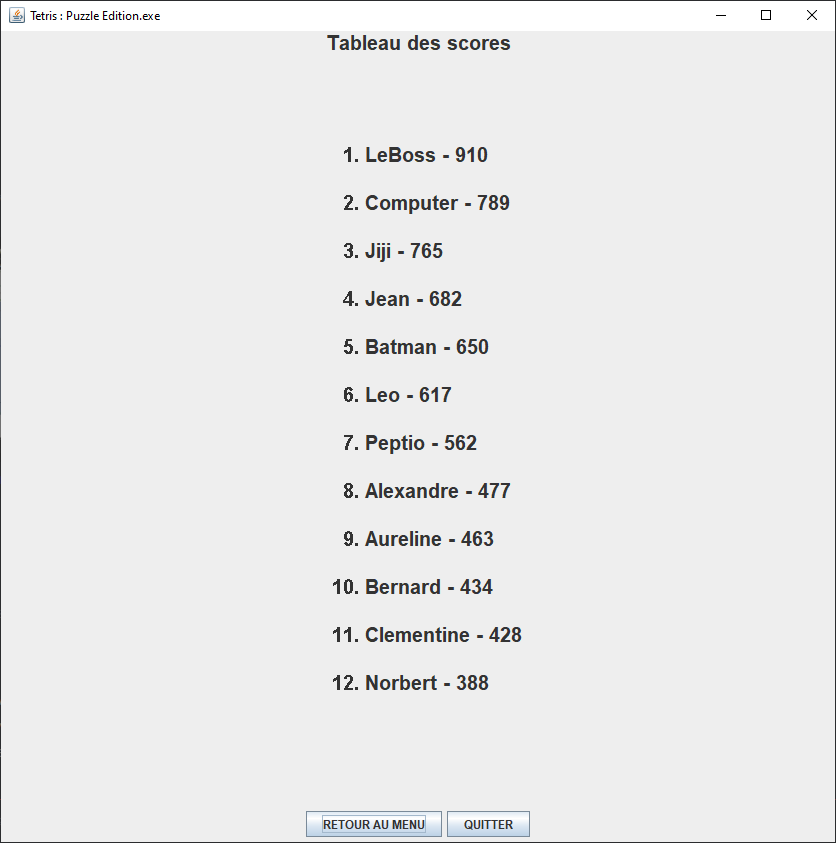 Tetris : Puzzle Edition.exe
Tableau des scores
1. LeBoss - 910
2. Computer - 789
3. Jiji - 765
4. Jean - 682
5. Batman - 650
6. Leo - 617
7. Peptio - 562
8. Alexandre - 477
9. Aureline - 463
10. Bernard - 434
11. Clementine - 428
12. Norbert - 388
RETOUR AU MENU QUITTER